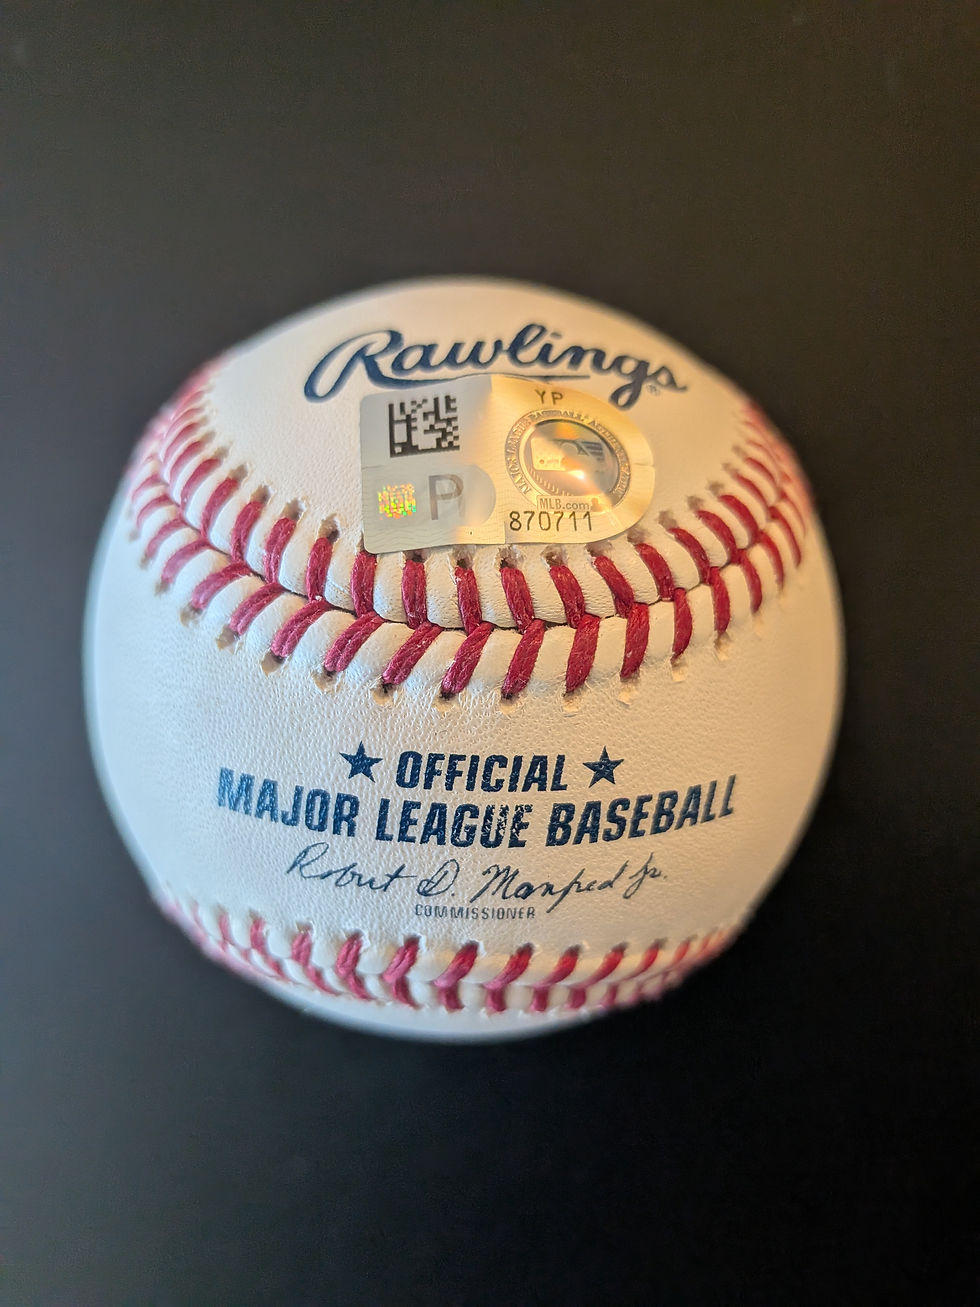 Rawlings®
YP
P
MLB.com
870711
★ OFFICIAL ★
MAJOR LEAGUE BASEBALL
Robert D. Manfred Jr.
COMMISSIONER